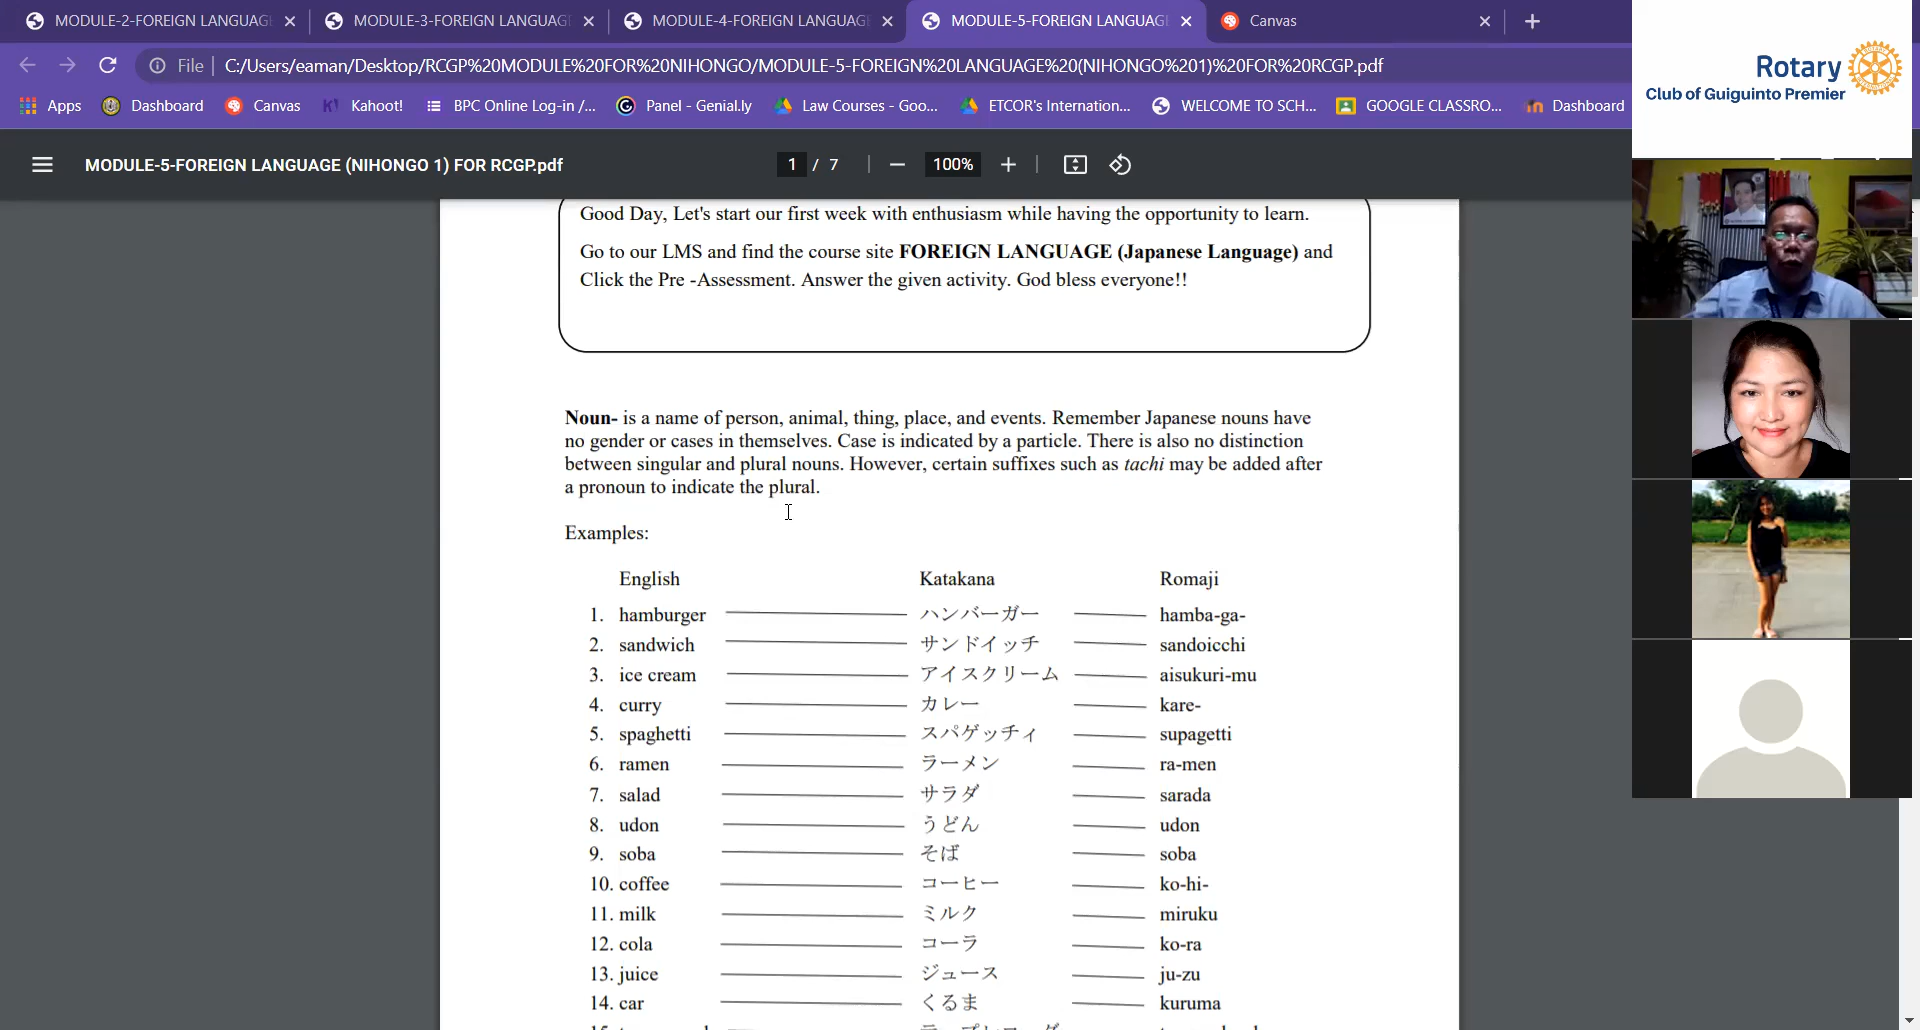 MODULE-2-FOREIGN LANGUAGE
MODULE-3-FOREIGN LANGUAG
MODULE-4-FOREIGN LANGUAGE
MODULE-5-FOREIGN LANGUAGE
Canvas
File
C:/Users/eaman/Desktop/RCGP%20MODULE%20FOR%20NIHONGO/MODULE-5-FOREIGN%20LANGUAGE%20(NIHONGO%201)%20FOR%20RCGP.pdf
Apps Dashboard Canvas Kahoot! BPC Online Log-in /... Panel - Genial.ly Law Courses - Goo... ETCOR's Internation... WELCOME TO SCH... GOOGLE CLASSRO... Dashboard
Rotary
Club of Guiguinto Premier
MODULE-5-FOREIGN LANGUAGE (NIHONGO 1) FOR RCGP.pdf
1 / 7
100%
Good Day, Let's start our first week with enthusiasm while having the opportunity to learn.
Go to our LMS and find the course site FOREIGN LANGUAGE (Japanese Language) and
Click the Pre -Assessment. Answer the given activity. God bless everyone!!
Noun- is a name of person, animal, thing, place, and events. Remember Japanese nouns have
no gender or cases in themselves. Case is indicated by a particle. There is also no distinction
between singular and plural nouns. However, certain suffixes such as tachi may be added after
a pronoun to indicate the plural.
Examples:
English Katakana Romaji
1. hamburger ハンバーガー hamba-ga-
2. sandwich サンドイッチ sandoicchi
3. ice cream アイスクリーム aisukuri-mu
4. curry カレー kare-
5. spaghetti スパゲッティ supagetti
6. ramen ラーメン ra-men
7. salad サラダ sarada
8. udon うどん udon
9. soba そば soba
10. coffee コーヒー ko-hi-
11. milk ミルク miruku
12. cola コーラ ko-ra
13. juice ジュース ju-zu
14. car くるま kuruma